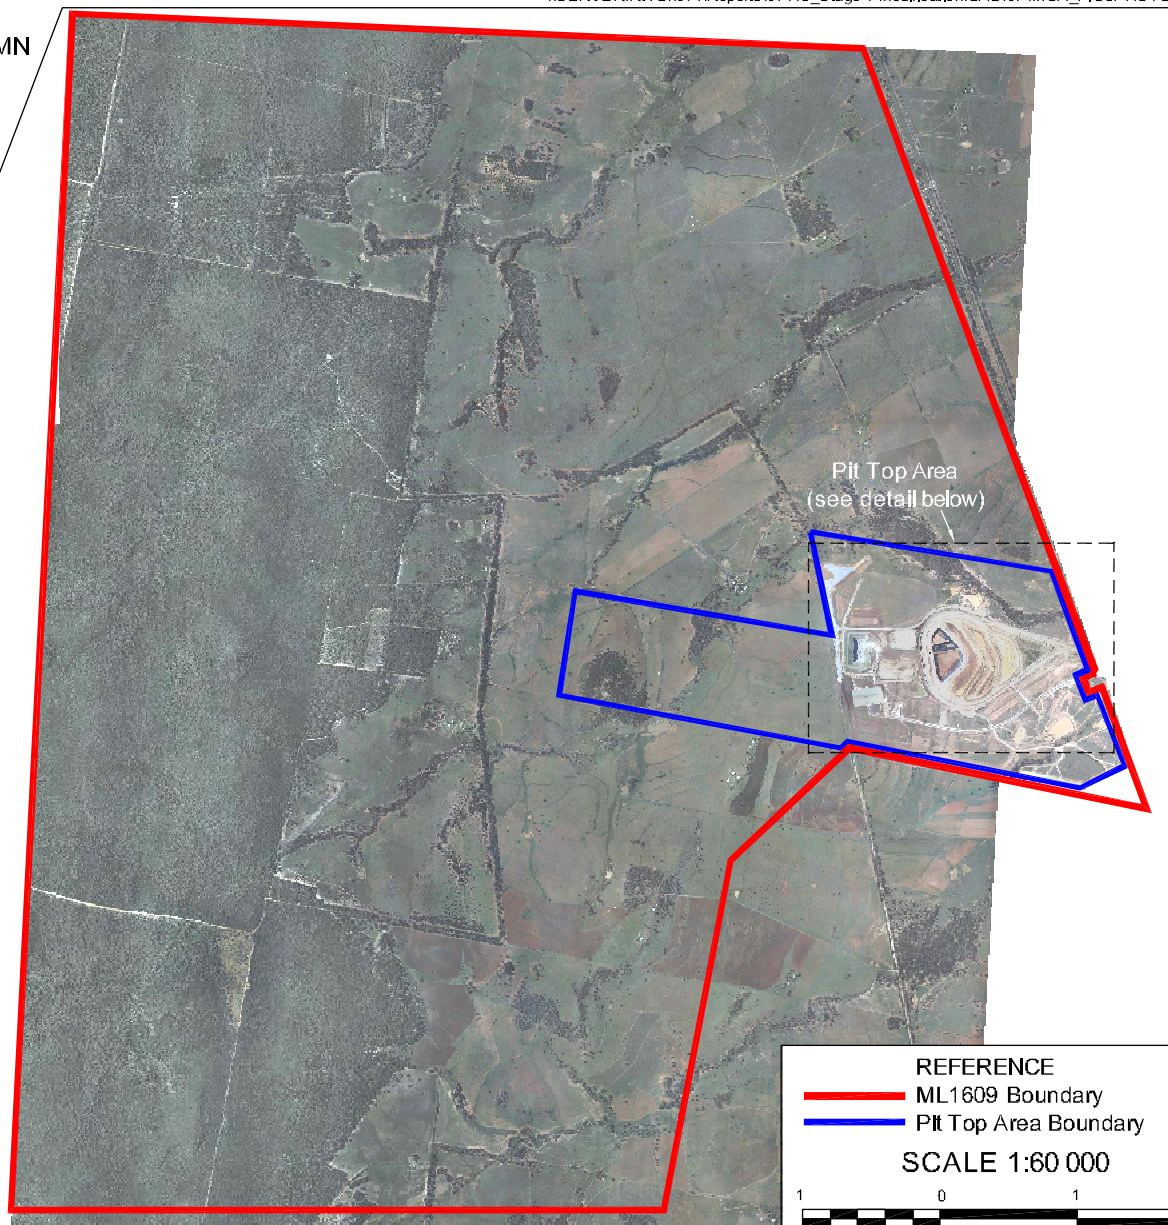 MN
Pit Top Area
(see detail below)
REFERENCE
ML1609 Boundary
Pit Top Area Boundary
SCALE 1:60 000
1 0 1